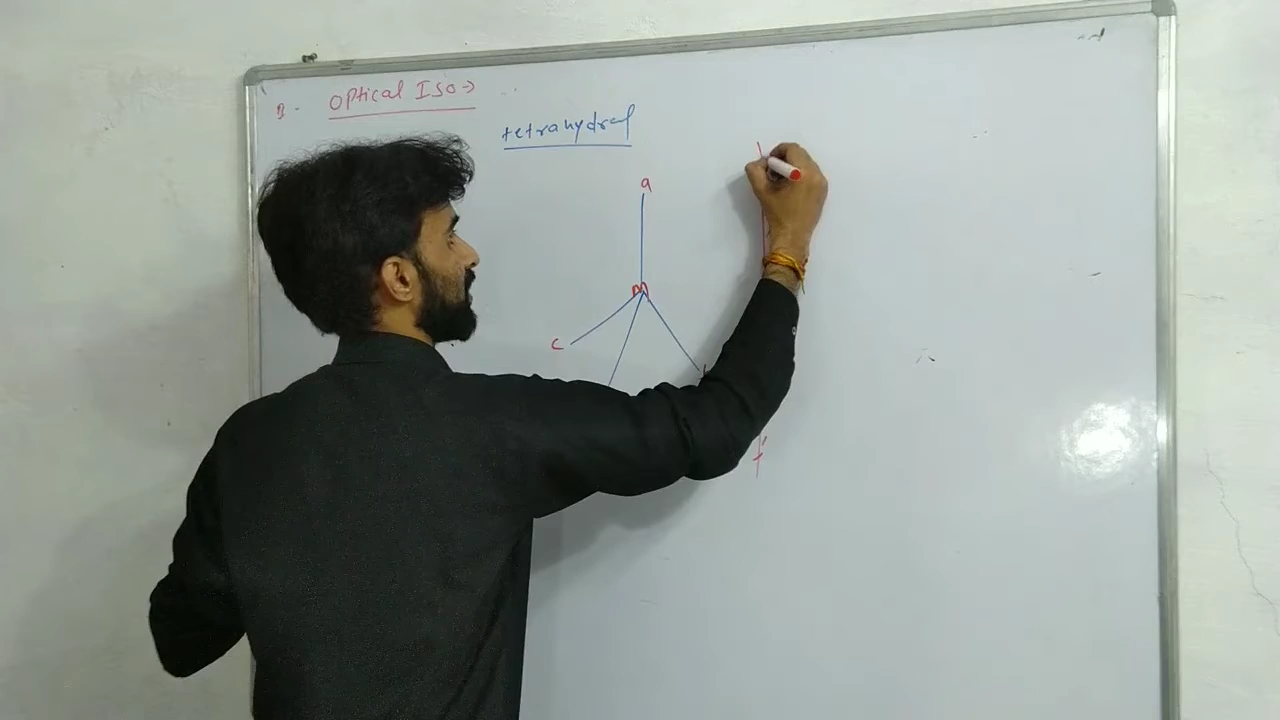 B- Optical Iso→
tetrahydral
a
m
c